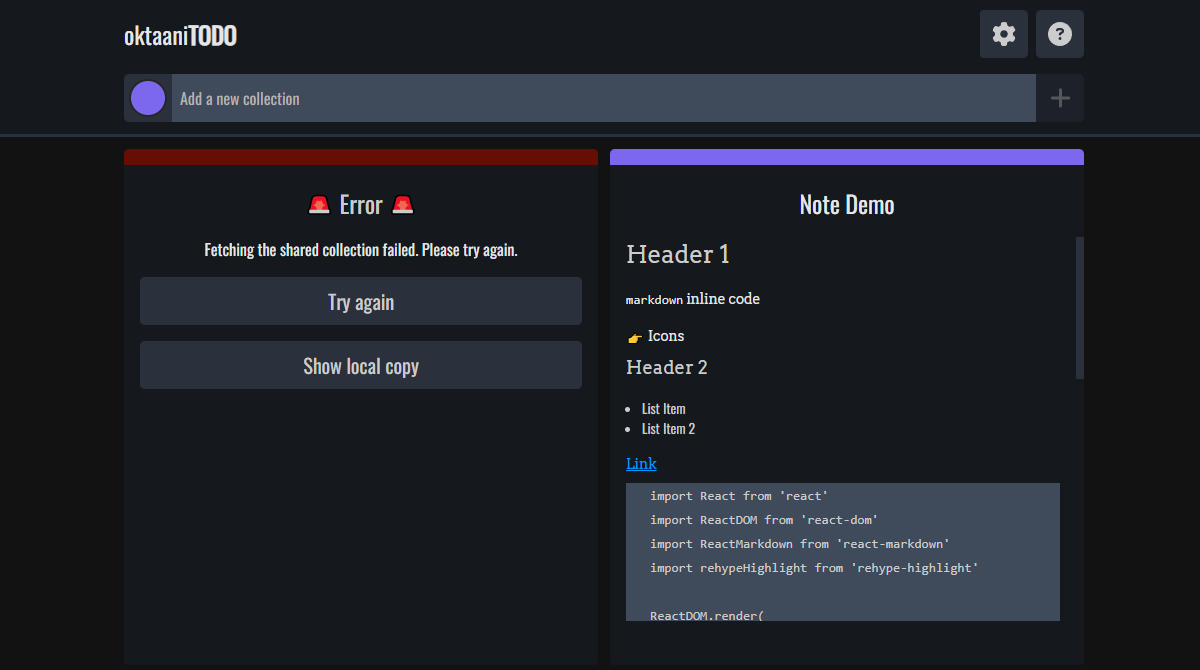 oktaaniTODO
Add a new collection
🚨 Error 🚨
Fetching the shared collection failed. Please try again.
Try again
Show local copy
Note Demo
Header 1
markdown inline code
👉 Icons
Header 2
• List Item
• List Item 2
Link
import React from 'react'
import ReactDOM from 'react-dom'
import ReactMarkdown from 'react-markdown'
import rehypeHighlight from 'rehype-highlight'
ReactDOM.render(